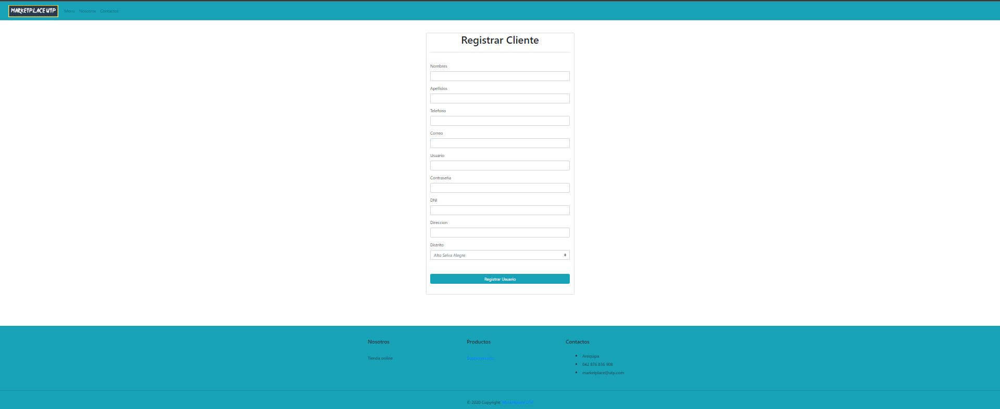 MARKETPLACE UTP Menu Nosotros Contactos
Registrar Cliente
Nombres
Apellidos
Telefono
Correo
Usuario
Contraseña
DNI
Direccion
Distrito
Alto Selva Alegre
Registrar Usuario
Nosotros
Tienda online
Productos
Supermercado
Contactos
Arequipa
042 876 836 908
marketplace@utp.com
© 2020 Copyright: Marketplace UTP